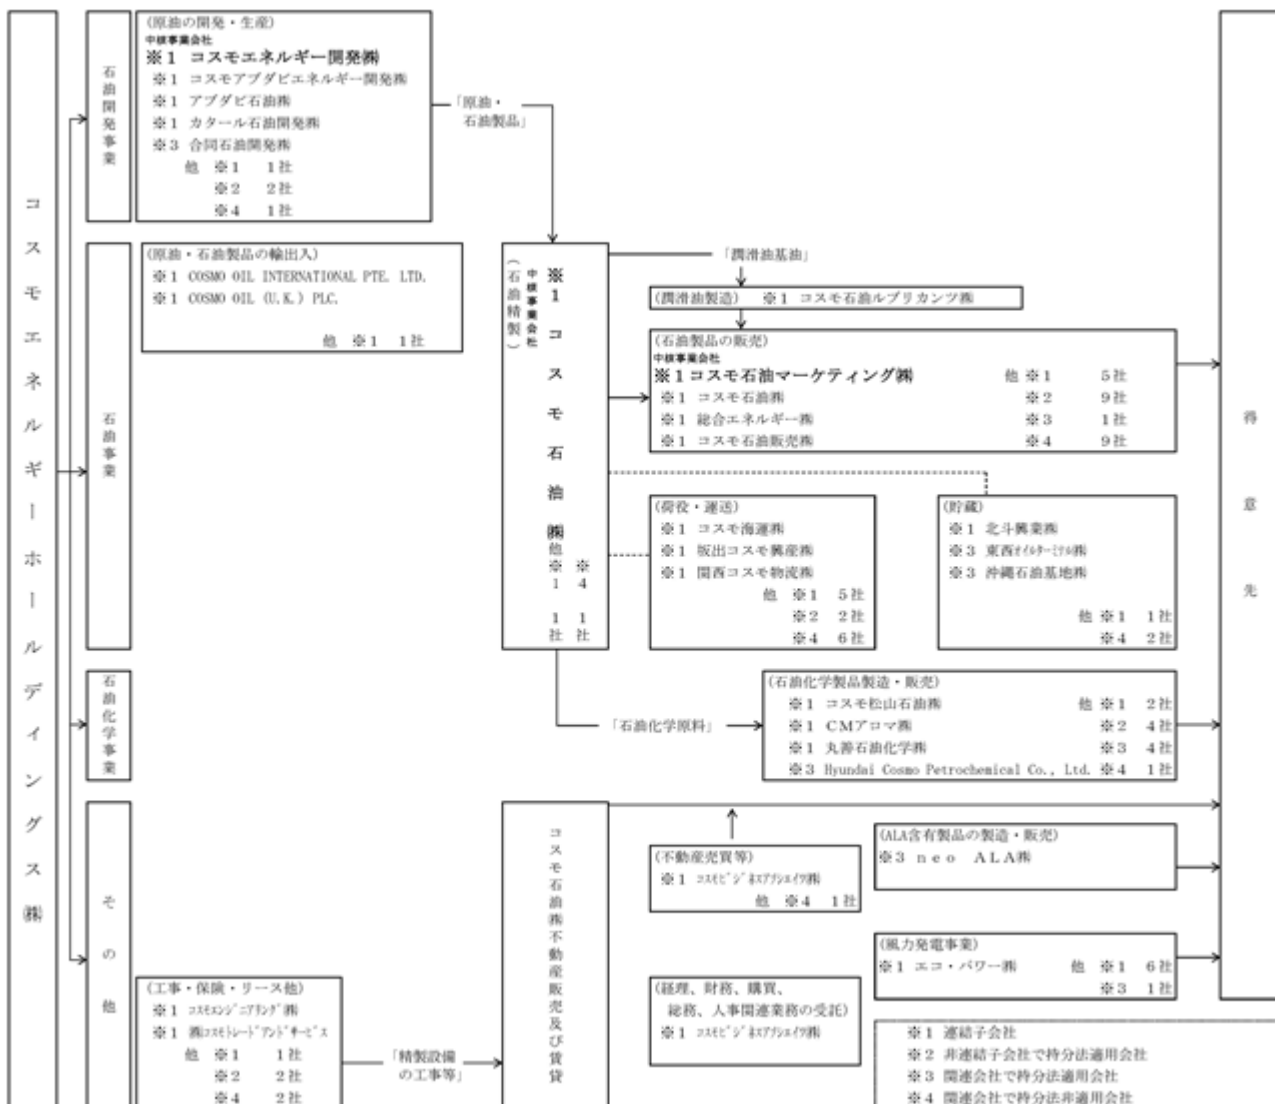 コスモエネルギーホールディングス㈱
石油開発事業
(原油の開発・生産)
中核事業会社
※1 コスモエネルギー開発㈱
※1 コスモアブダビエネルギー開発㈱
※1 アブダビ石油㈱
※1 カタール石油開発㈱
※3 合同石油開発㈱
他 ※1 1社
※2 2社
※4 1社
「原油・
石油製品」
石油事業
(原油・石油製品の輸出入)
※1 COSMO OIL INTERNATIONAL PTE. LTD.
※1 COSMO OIL (U.K.) PLC.
他 ※1 1社
※1 コスモ石油㈱
中核事業会社
(石油精製)
他※1 1社
※4 1社
「潤滑油基油」
(潤滑油製造) ※1 コスモ石油ルブリカンツ㈱
(石油製品の販売)
中核事業会社
※1コスモ石油マーケティング㈱ 他 ※1 5社
※1 コスモ石油㈱ ※2 9社
※1 総合エネルギー㈱ ※3 1社
※1 コスモ石油販売㈱ ※4 9社
(荷役・運送)
※1 コスモ海運㈱
※1 坂出コスモ興産㈱
※1 関西コスモ物流㈱
他 ※1 5社
※2 2社
※4 6社
(貯蔵)
※1 北斗興業㈱
※3 東西ｵｲﾙﾀｰﾐﾅﾙ㈱
※3 沖縄石油基地㈱
他 ※1 1社
※4 2社
石油化学事業
「石油化学原料」
(石油化学製品製造・販売)
※1 コスモ松山石油㈱ 他 ※1 2社
※1 CMアロマ㈱ ※2 4社
※1 丸善石油化学㈱ ※3 4社
※3 Hyundai Cosmo Petrochemical Co., Ltd. ※4 1社
その他
コスモ石油㈱不動産販売及び賃貸
(不動産売買等)
※1 ｺｽﾓﾋﾞｼﾞﾈｽｱｿｼｴｲﾂ㈱
他 ※4 1社
(ALA含有製品の製造・販売)
※3 neo ALA㈱
(風力発電事業)
※1 エコ・パワー㈱ 他 ※1 6社
※3 1社
(工事・保険・リース他)
※1 ｺｽﾓｴﾝｼﾞﾆｱﾘﾝｸﾞ㈱
※1 ㈱ｺｽﾓﾄﾚｰﾄﾞｱﾝﾄﾞｻｰﾋﾞｽ
他 ※1 1社
※2 2社
※4 2社
「精製設備
の工事等」
(経理、財務、購買、
総務、人事関連業務の受託)
※1 ｺｽﾓﾋﾞｼﾞﾈｽｱｿｼｴｲﾂ㈱
得意先
※1 連結子会社
※2 非連結子会社で持分法適用会社
※3 関連会社で持分法適用会社
※4 関連会社で持分法非適用会社